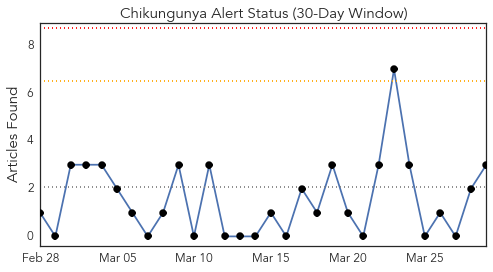 Chikungunya Alert Status (30-Day Window)
Articles Found
8
6
4
2
0
Feb 28 Mar 05 Mar 10 Mar 15 Mar 20 Mar 25